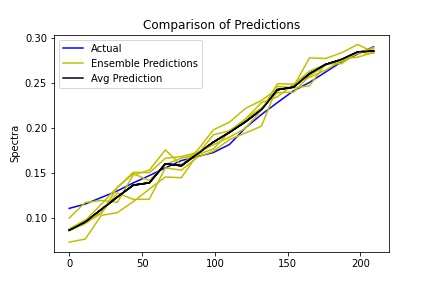 Comparison of Predictions
Actual
Ensemble Predictions
Avg Prediction
Spectra
0.30
0.25
0.20
0.15
0.10
0
50
100
150
200